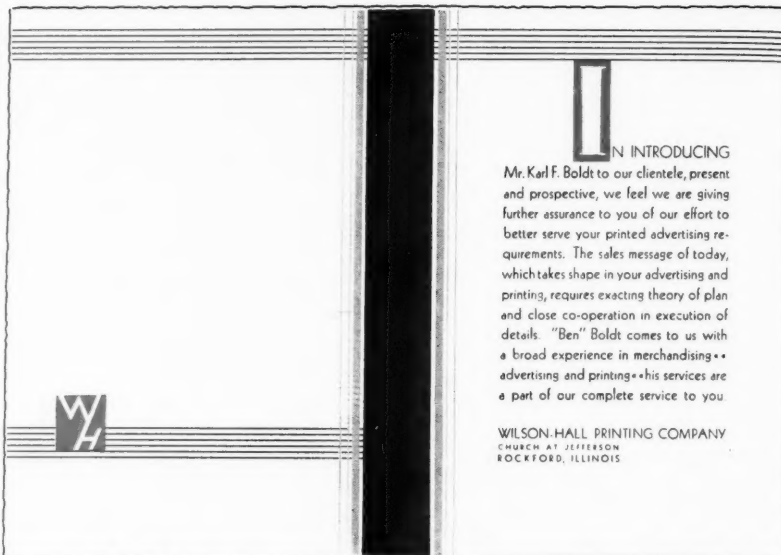 WH
IN INTRODUCING
Mr. Karl F. Boldt to our clientele, present
and prospective, we feel we are giving
further assurance to you of our effort to
better serve your printed advertising re-
quirements. The sales message of today,
which takes shape in your advertising and
printing, requires exacting theory of plan
and close co-operation in execution of
details. "Ben" Boldt comes to us with
a broad experience in merchandising••
advertising and printing••his services are
a part of our complete service to you
WILSON-HALL PRINTING COMPANY
CHURCH AT JEFFERSON
ROCKFORD, ILLINOIS